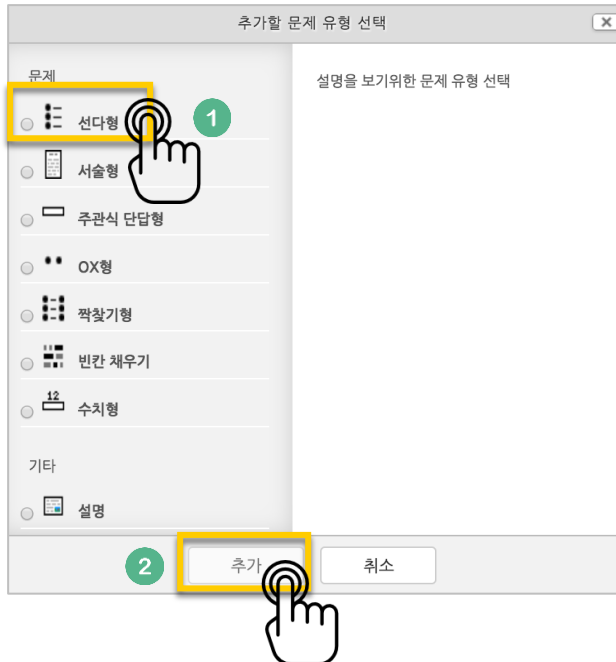 추가할 문제 유형 선택
문제
설명을 보기위한 문제 유형 선택
선다형
1
서술형
주관식 단답형
OX형
짝찾기형
빈칸 채우기
12
수치형
기타
설명
2
추가
취소